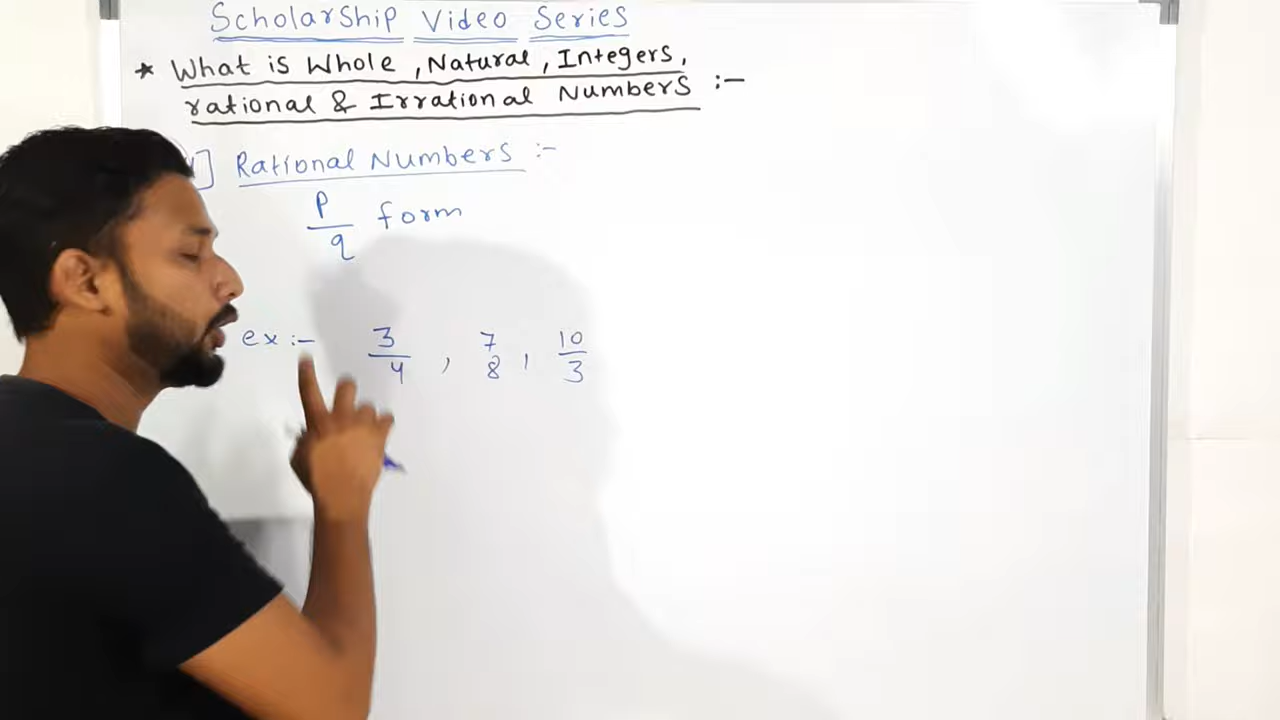 Scholarship Video Series
* What is Whole, Natural, Integers,
rational & Irrational Numbers :-
] Rational Numbers :-
p/q form
ex :- 3/4 , 7/8 , 10/3